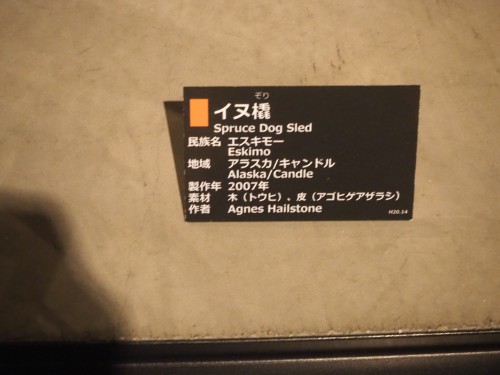 ぞり
イヌ橇
Spruce Dog Sled
民族名 エスキモー
Eskimo
地域 アラスカ/キャンドル
Alaska/Candle
製作年 2007年
素材 木（トウヒ）、皮（アゴヒゲアザラシ）
作者 Agnes Hailstone
H20.14